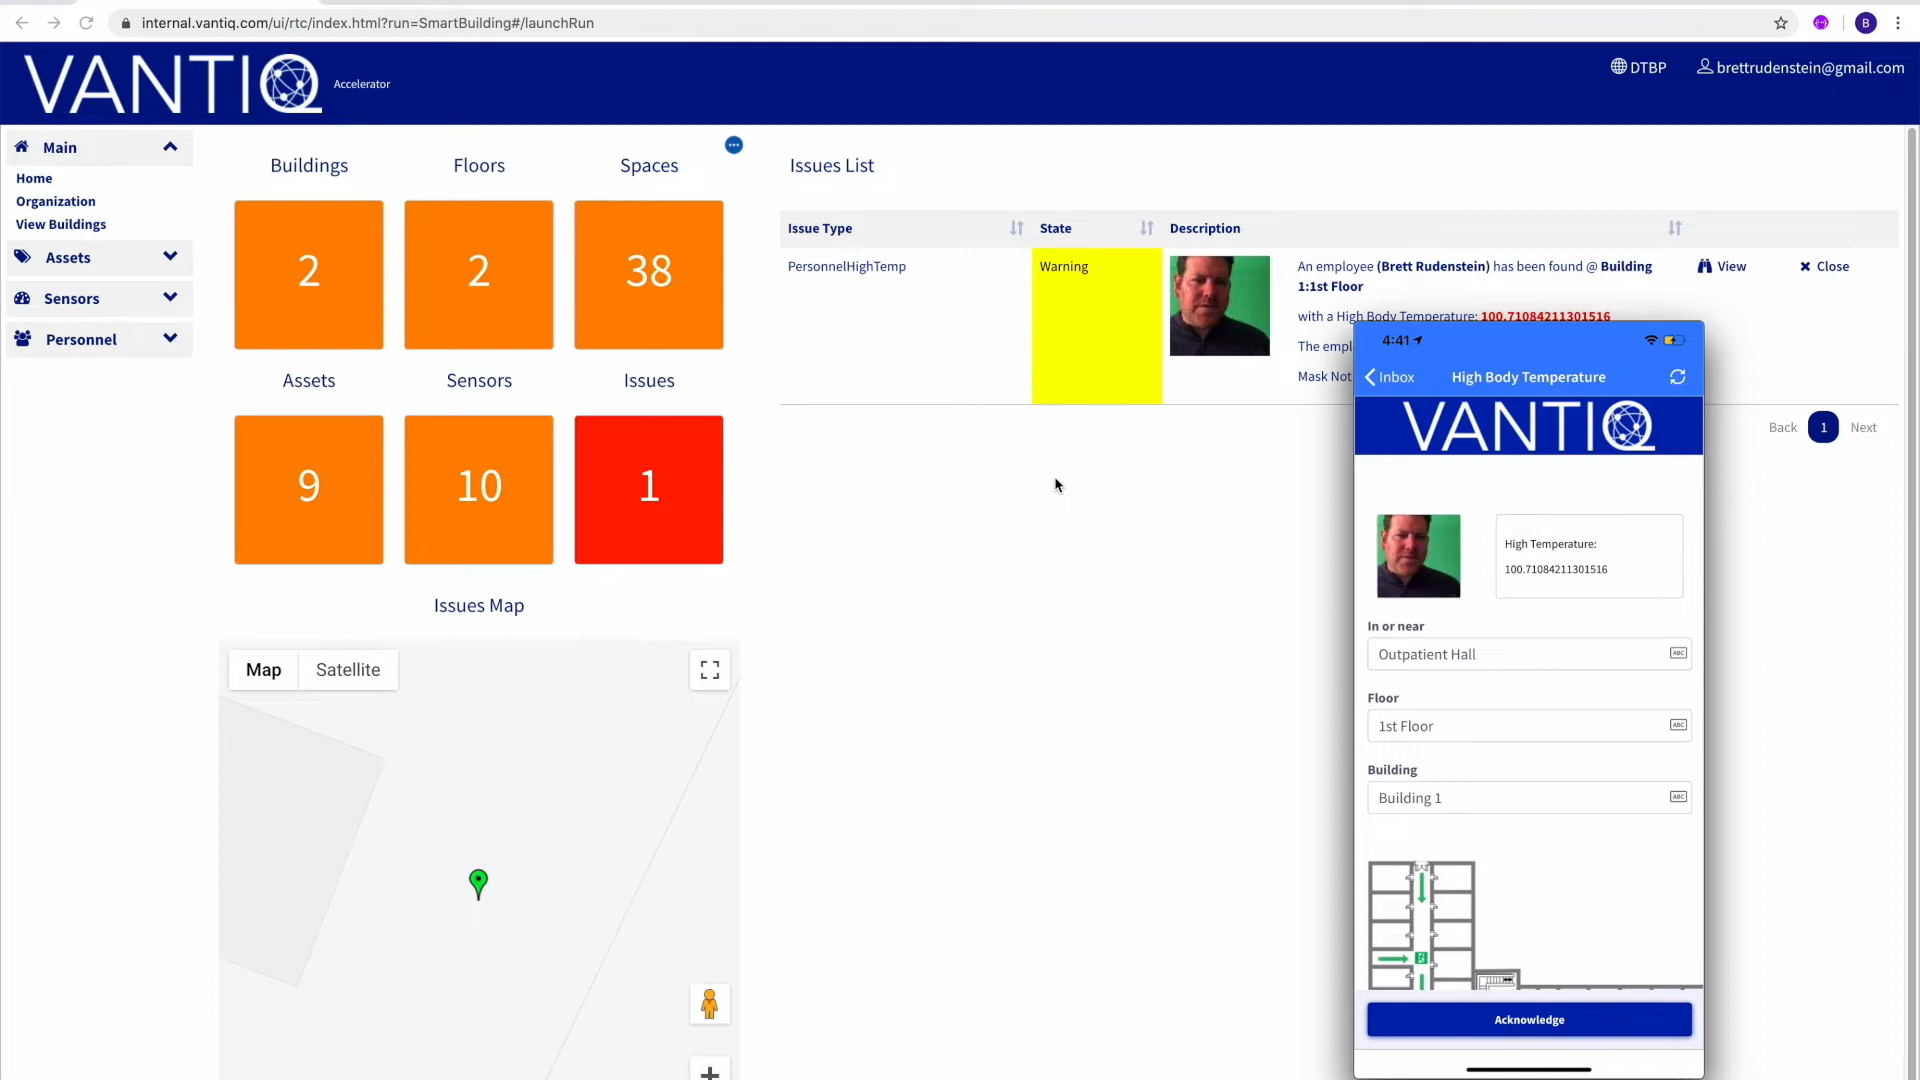 internal.vantiq.com/ui/rtc/index.html?run=SmartBuilding#/launchRun
B
VANTIQ
Accelerator
DTBP
brettrudenstein@gmail.com
Main
Home
Organization
View Buildings
Assets
Sensors
Personnel
Buildings
Floors
Spaces
2
2
38
Assets
Sensors
Issues
9
10
1
Issues Map
Map
Satellite
Issues List
Issue Type
State
Description
PersonnelHighTemp
Warning
An employee (Brett Rudenstein) has been found @ Building
1:1st Floor
with a High Body Temperature: 100.71084211301516
The empl
Mask Not
View
Close
Back
1
Next
4:41
Inbox
High Body Temperature
VANTIQ
High Temperature:
100.71084211301516
In or near
Outpatient Hall
ABC
Floor
1st Floor
ABC
Building
Building 1
ABC
Acknowledge